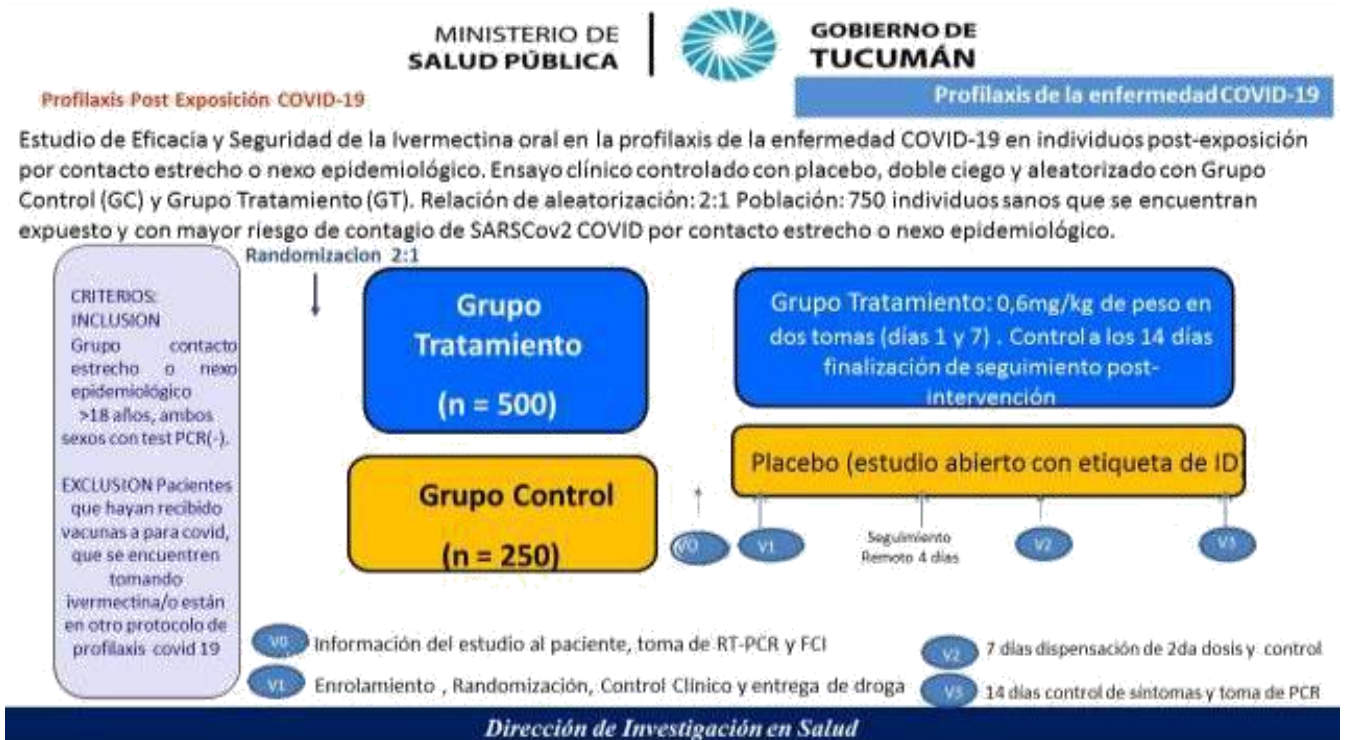 MINISTERIO DE
SALUD PÚBLICA
GOBIERNO DE
TUCUMÁN
Profilaxis Post Exposición COVID-19
Profilaxis de la enfermedad COVID-19
Estudio de Eficacia y Seguridad de la Ivermectina oral en la profilaxis de la enfermedad COVID-19 en individuos post-exposición
por contacto estrecho o nexo epidemiológico. Ensayo clínico controlado con placebo, doble ciego y aleatorizado con Grupo
Control (GC) y Grupo Tratamiento (GT). Relación de aleatorización: 2:1 Población: 750 individuos sanos que se encuentran
expuesto y con mayor riesgo de contagio de SARSCov2 COVID por contacto estrecho o nexo epidemiológico.
Randomizacion 2:1
CRITERIOS:
INCLUSION
Grupo contacto
estrecho o nexo
epidemiológico
>18 años, ambos
sexos con test PCR(-).
EXCLUSION Pacientes
que hayan recibido
vacunas a para covid,
que se encuentren
tomando
ivermectina/o están
en otro protocolo de
profilaxis covid 19
Grupo
Tratamiento
(n = 500)
Grupo Tratamiento: 0,6mg/kg de peso en
dos tomas (días 1 y 7) . Control a los 14 días
finalización de seguimiento post-
intervención
Grupo Control
(n = 250)
Placebo (estudio abierto con etiqueta de ID
V0
V1
Seguimiento
Remoto 4 días
V2
V3
V0 Información del estudio al paciente, toma de RT-PCR y FCI
V1 Enrolamiento , Randomización, Control Clínico y entrega de droga
V2 7 días dispensación de 2da dosis y control
V3 14 días control de síntomas y toma de PCR
Dirección de Investigación en Salud